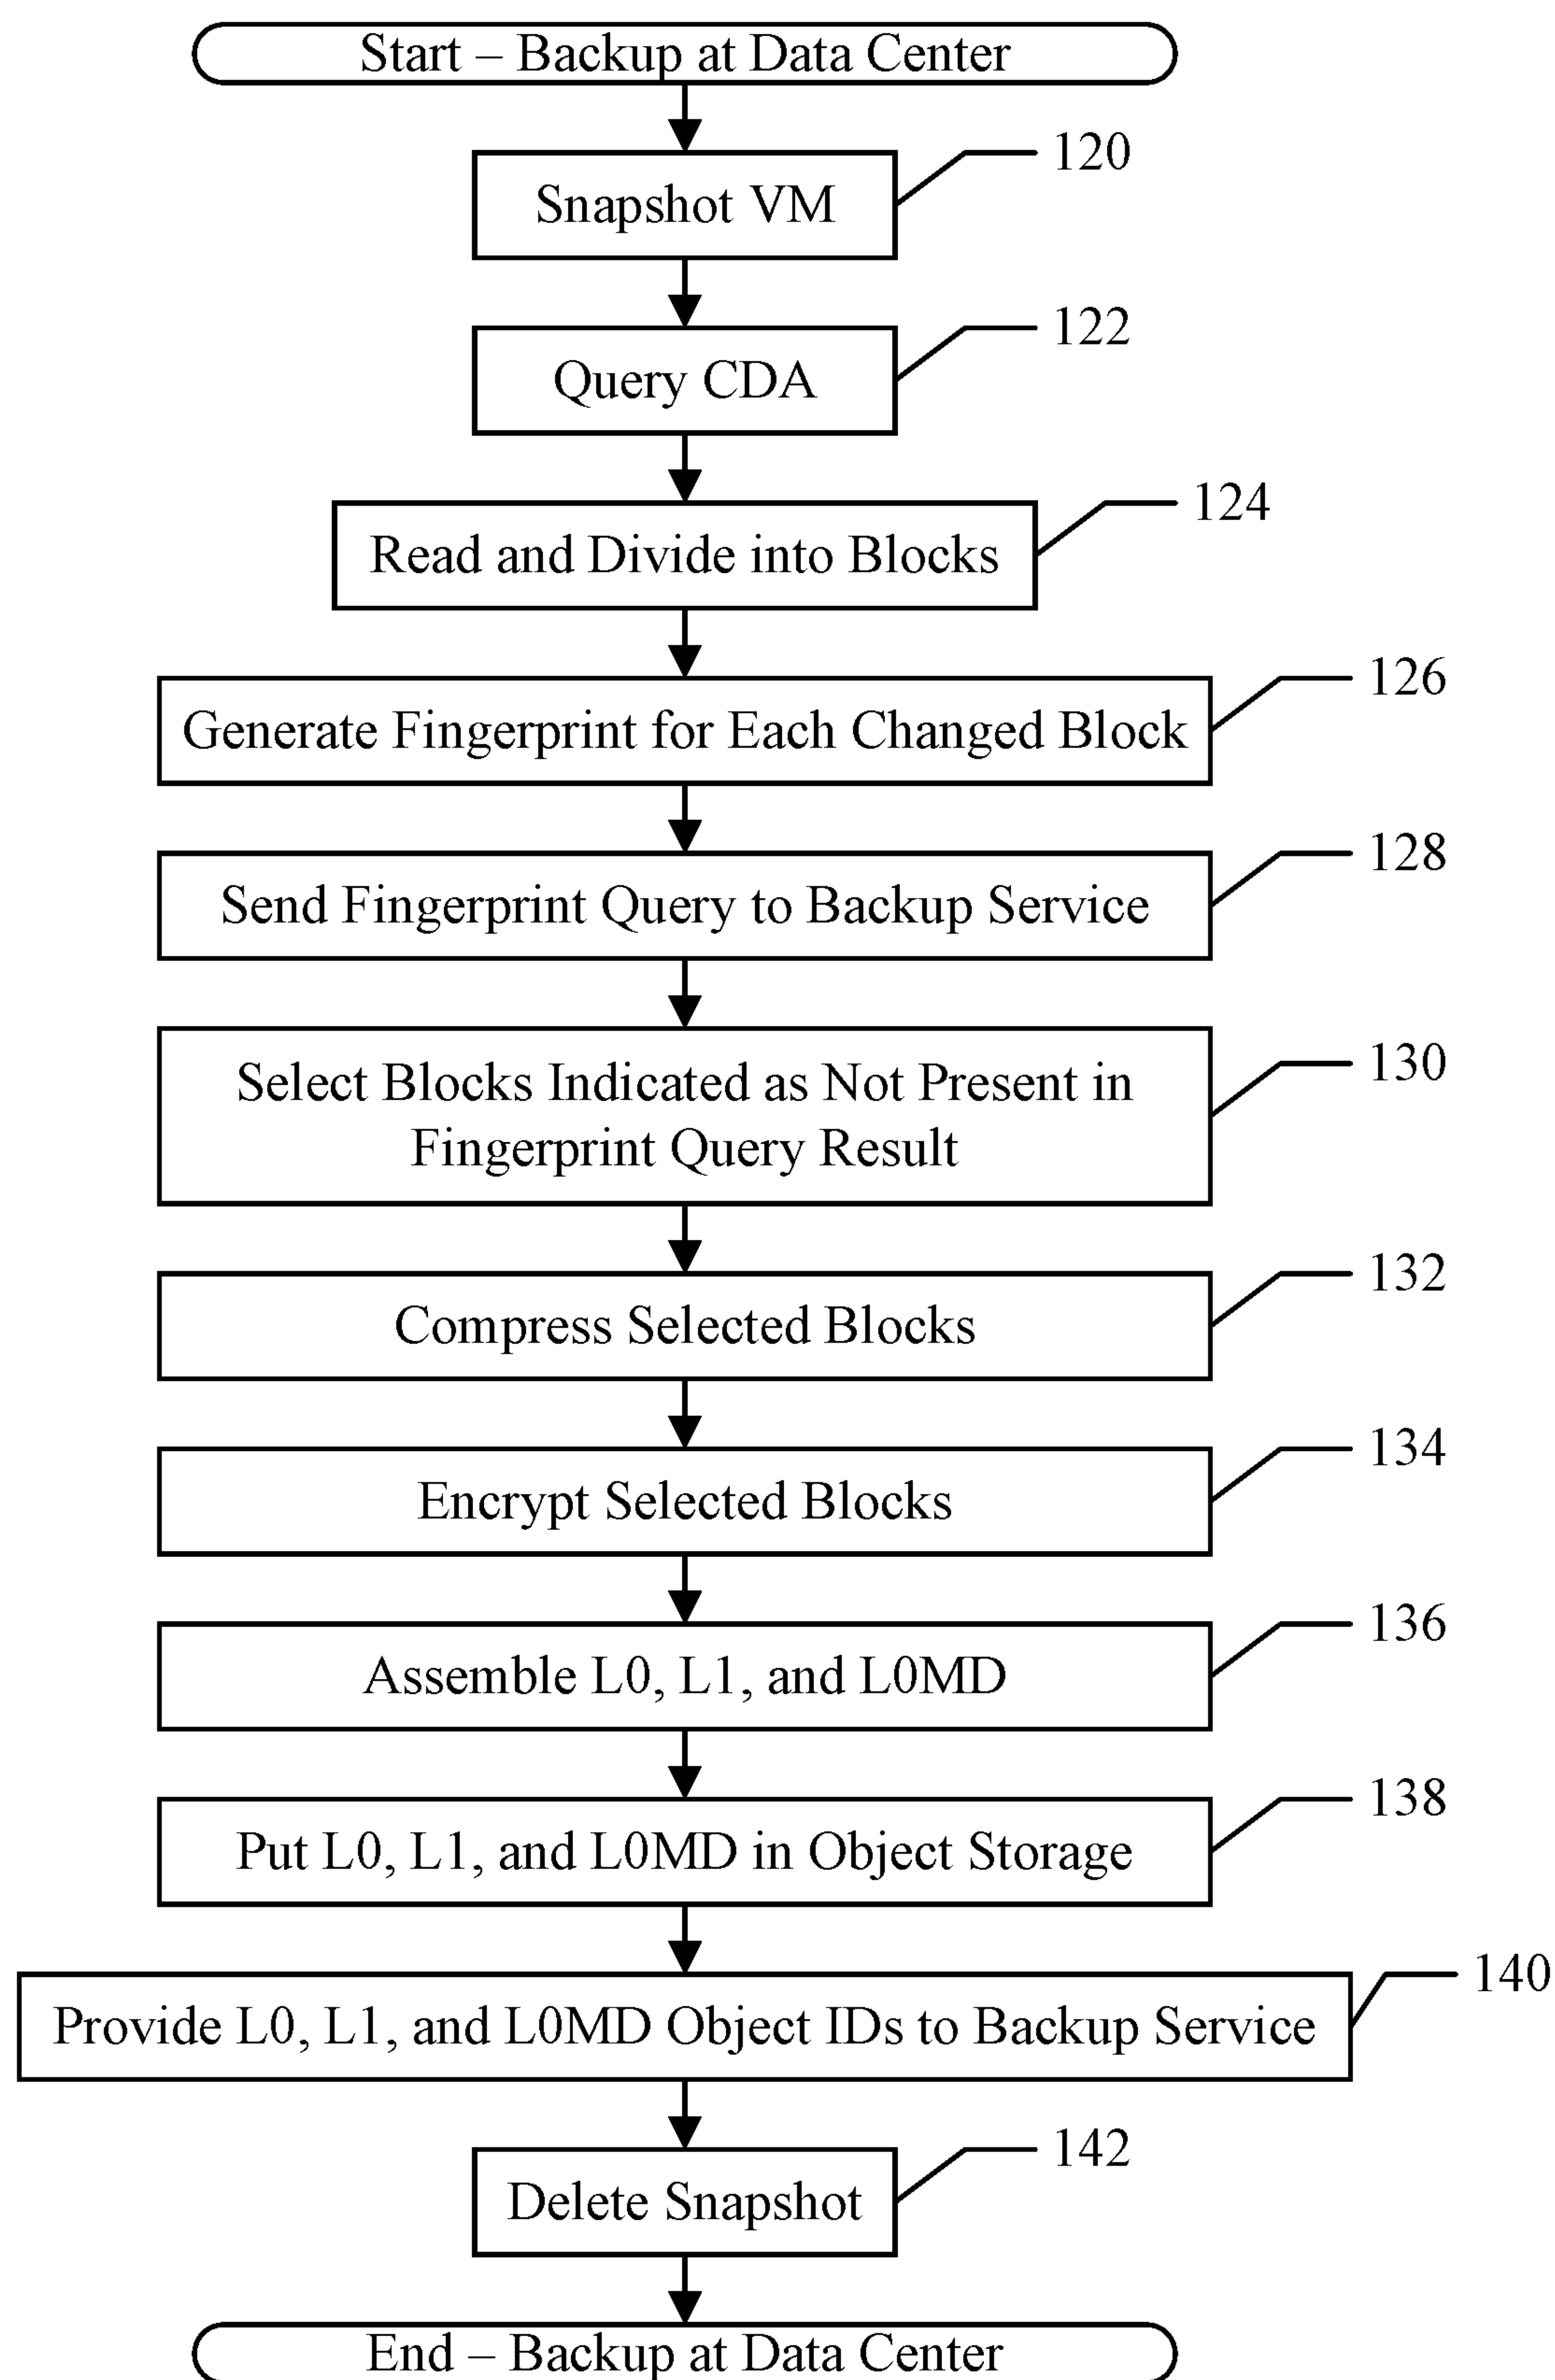 Start – Backup at Data Center
120
Snapshot VM
122
Query CDA
124
Read and Divide into Blocks
126
Generate Fingerprint for Each Changed Block
128
Send Fingerprint Query to Backup Service
130
Select Blocks Indicated as Not Present in
Fingerprint Query Result
132
Compress Selected Blocks
134
Encrypt Selected Blocks
136
Assemble L0, L1, and L0MD
138
Put L0, L1, and L0MD in Object Storage
140
Provide L0, L1, and L0MD Object IDs to Backup Service
142
Delete Snapshot
End – Backup at Data Center